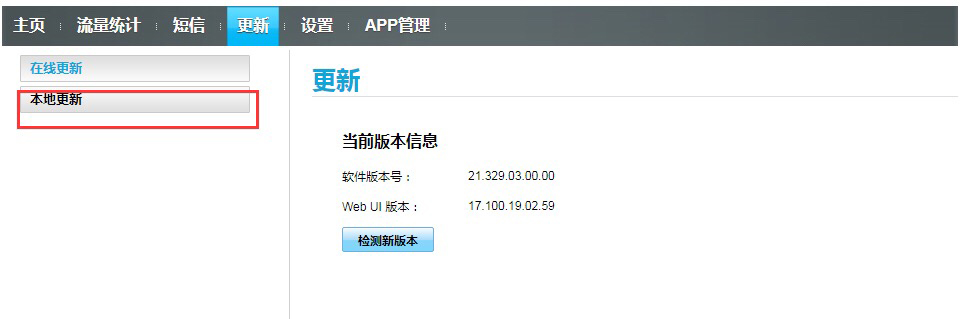 主页 流量统计 短信 更新 设置 APP管理
在线更新
本地更新
更新
当前版本信息
软件版本号： 21.329.03.00.00
Web UI 版本： 17.100.19.02.59
检测新版本